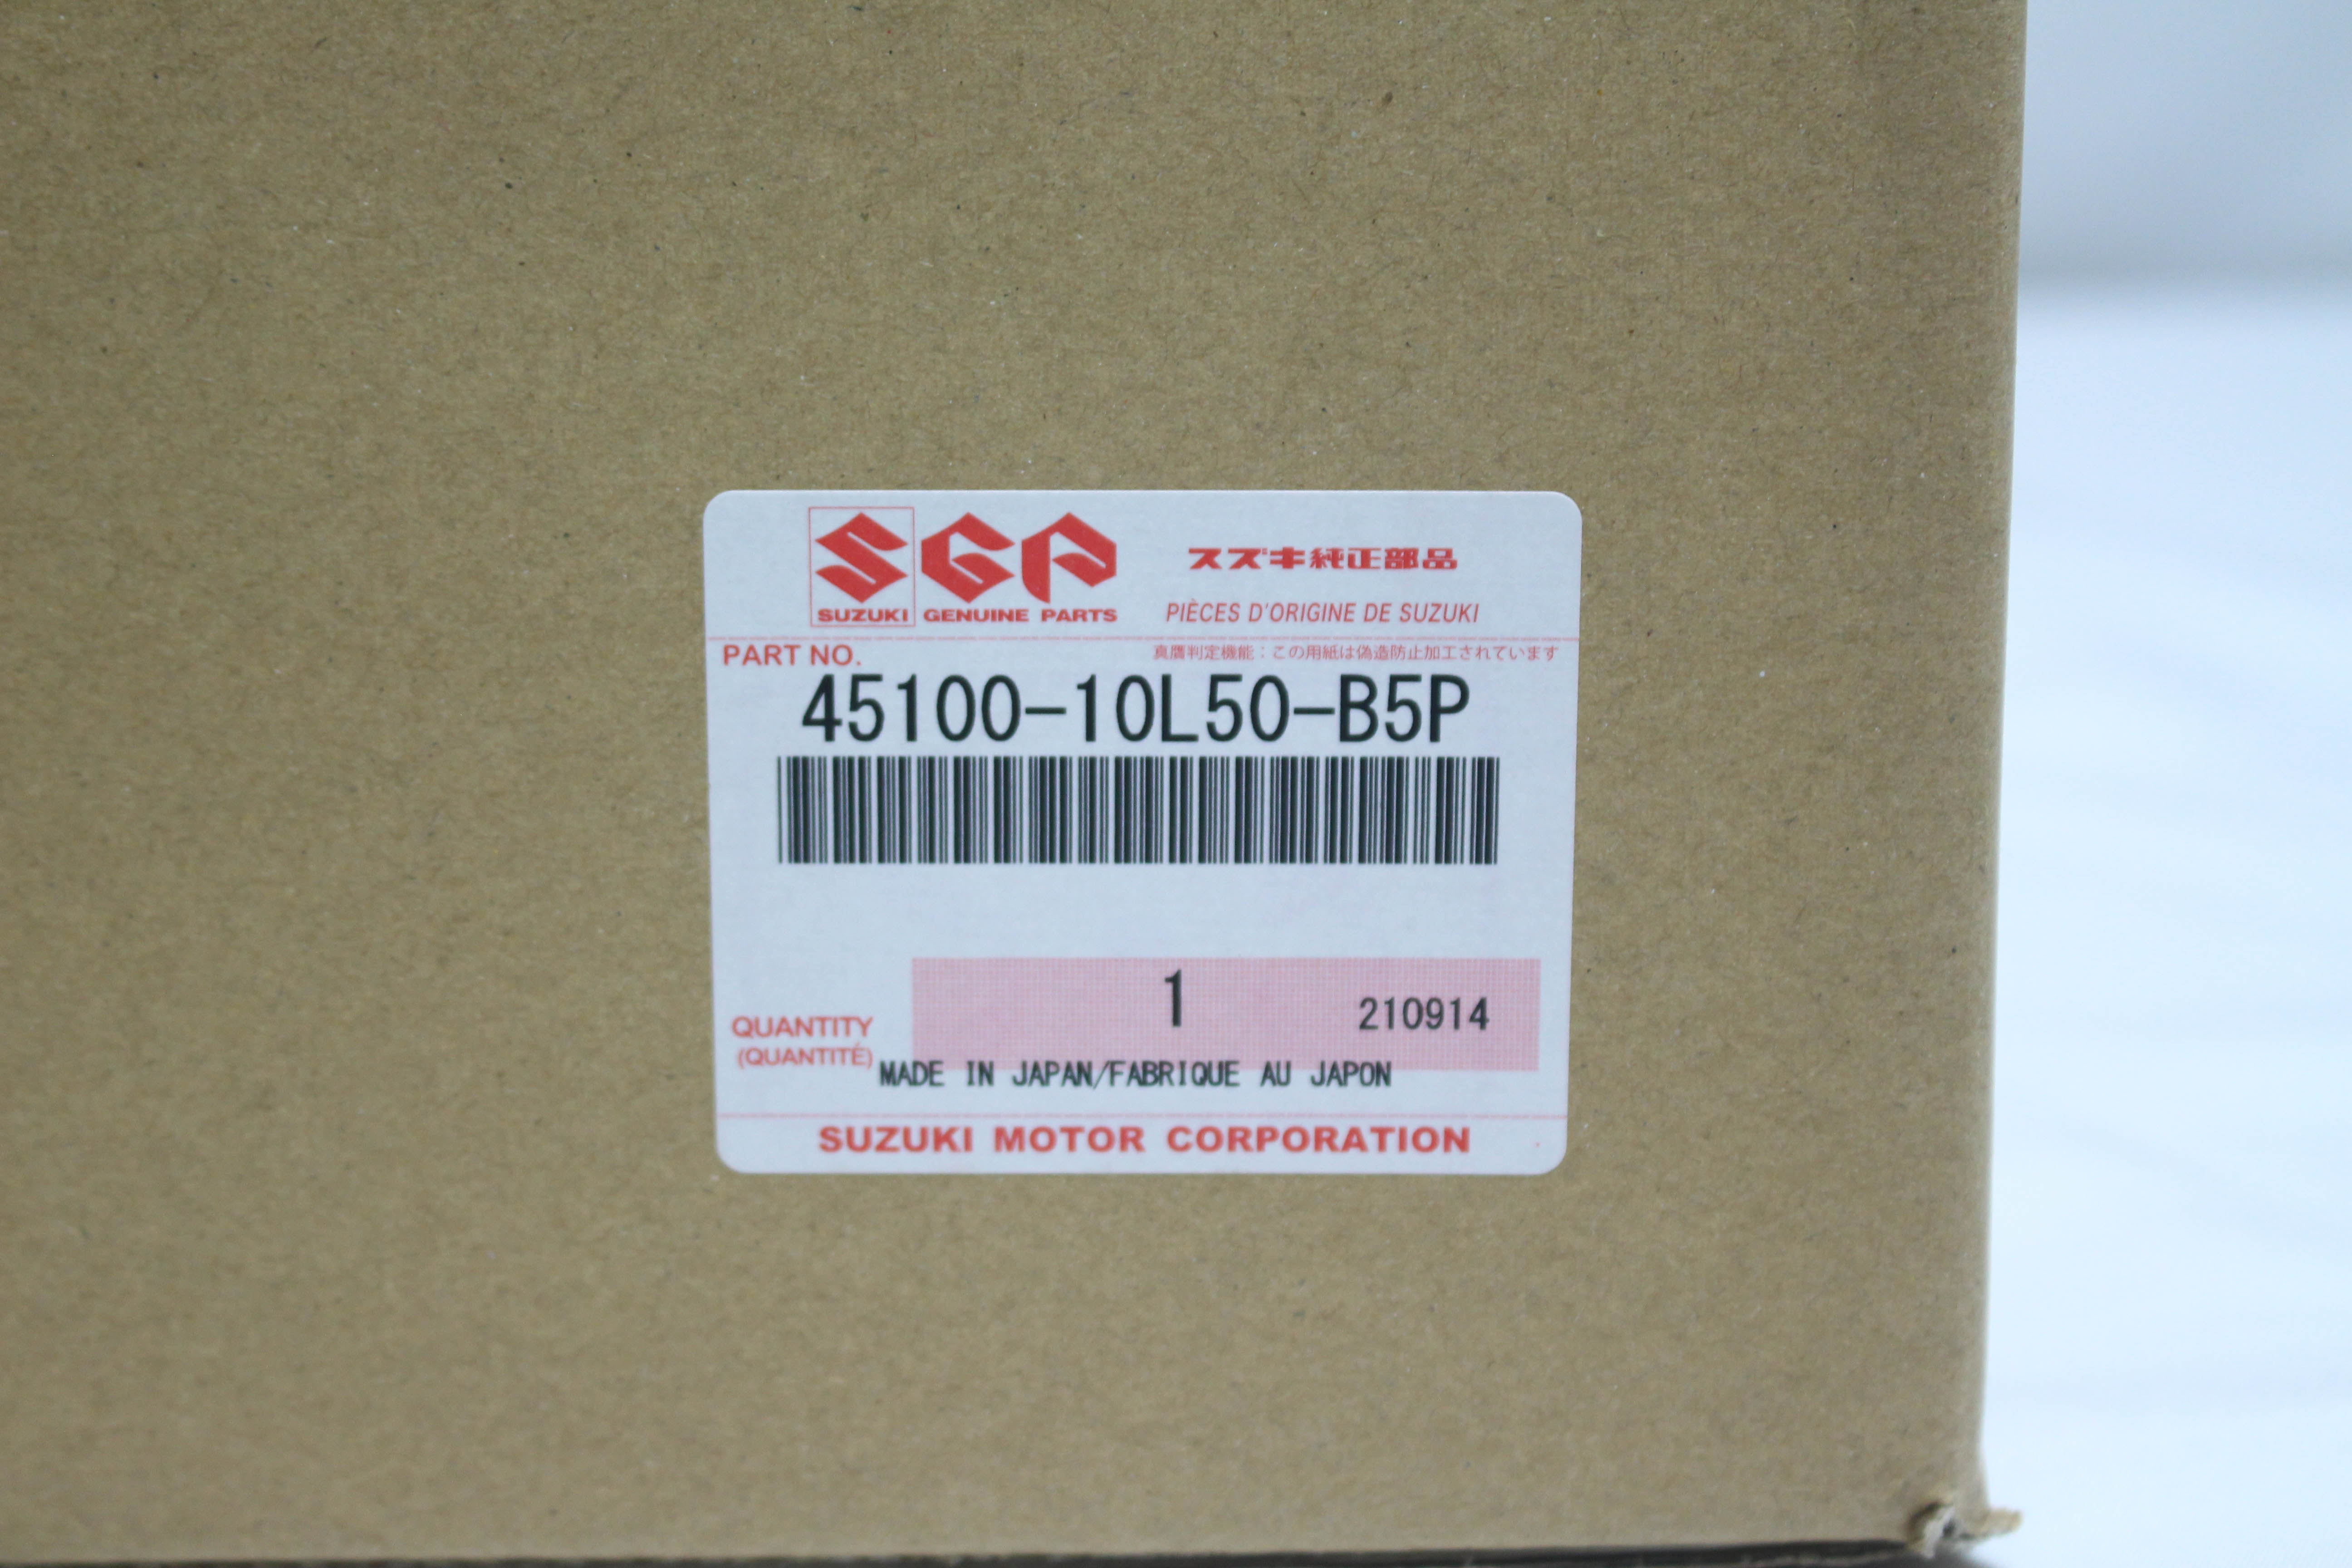 SUZUKI GENUINE PARTS
スズキ純正部品
PIÈCES D'ORIGINE DE SUZUKI
PART NO.
真贋判定機能：この用紙は偽造防止加工されています
45100-10L50-B5P
1
210914
QUANTITY
(QUANTITÉ)
MADE IN JAPAN/FABRIQUE AU JAPON
SUZUKI MOTOR CORPORATION